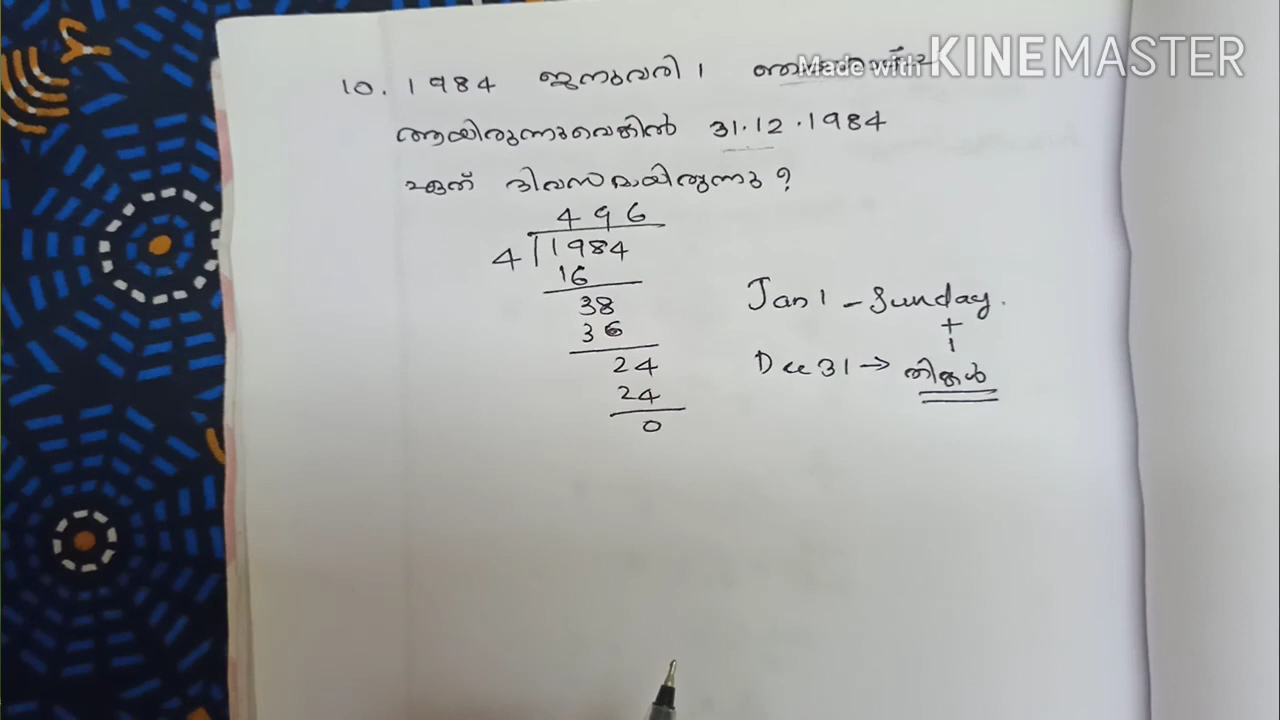 10. 1984 ജനുവരി 1
Made with KINEMASTER
ആയിരുന്നുവെങ്കിൽ 31.12.1984
ഏത് ദിവസമായിരുന്നു?
496
4 1984
16
38
36
24
24
0
Jan 1 - Sunday.
+
1
Dec 31 → തിങ്കൾ